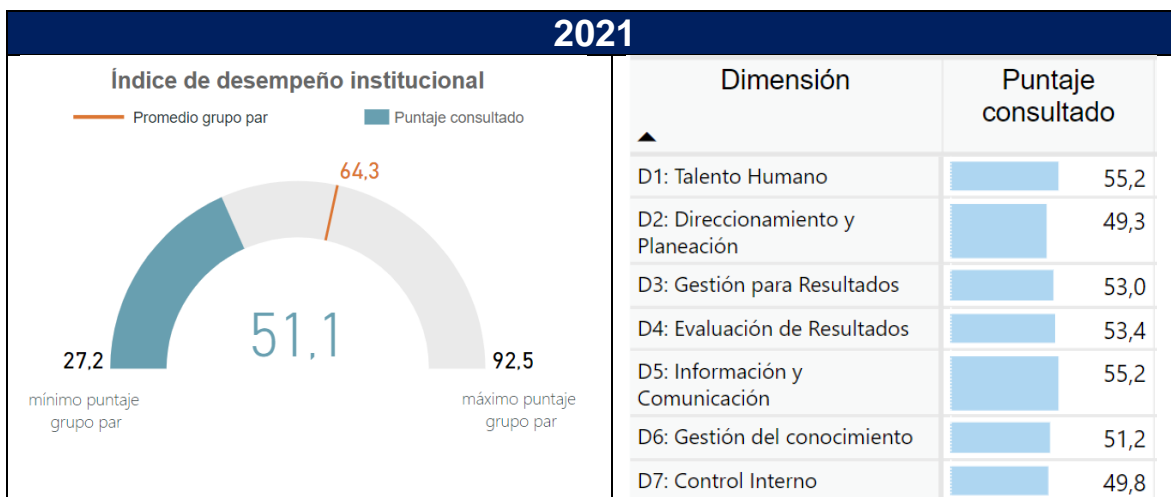 2021
Índice de desempeño institucional
Promedio grupo par
Puntaje consultado
64,3
51,1
27,2
92,5
mínimo puntaje
grupo par
máximo puntaje
grupo par
Dimensión
Puntaje
consultado
D1: Talento Humano 55,2
D2: Direccionamiento y
Planeación 49,3
D3: Gestión para Resultados 53,0
D4: Evaluación de Resultados 53,4
D5: Información y
Comunicación 55,2
D6: Gestión del conocimiento 51,2
D7: Control Interno 49,8